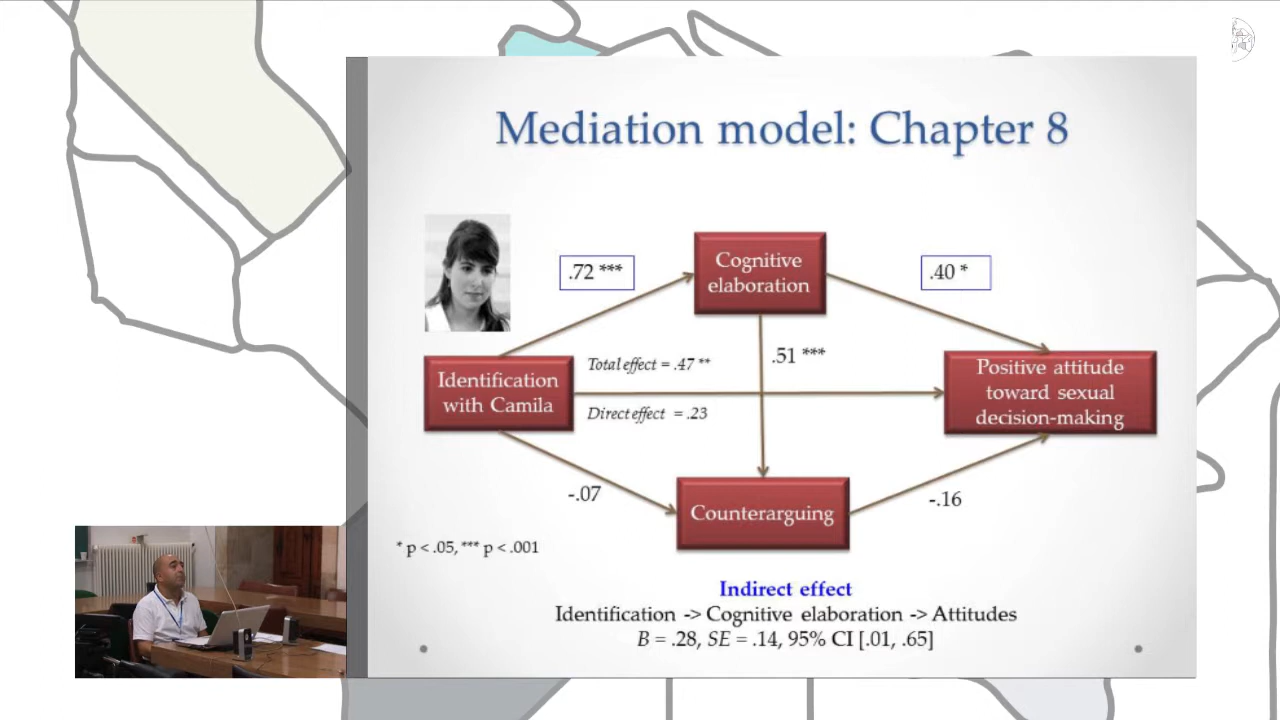 Mediation model: Chapter 8
.72 ***
Cognitive
elaboration
.40 *
Identification
with Camila
Total effect = .47 **
.51 ***
Direct effect = .23
Positive attitude
toward sexual
decision-making
-.07
Counterarguing
-.16
* p < .05, *** p < .001
Indirect effect
Identification -> Cognitive elaboration -> Attitudes
B = .28, SE = .14, 95% CI [.01, .65]